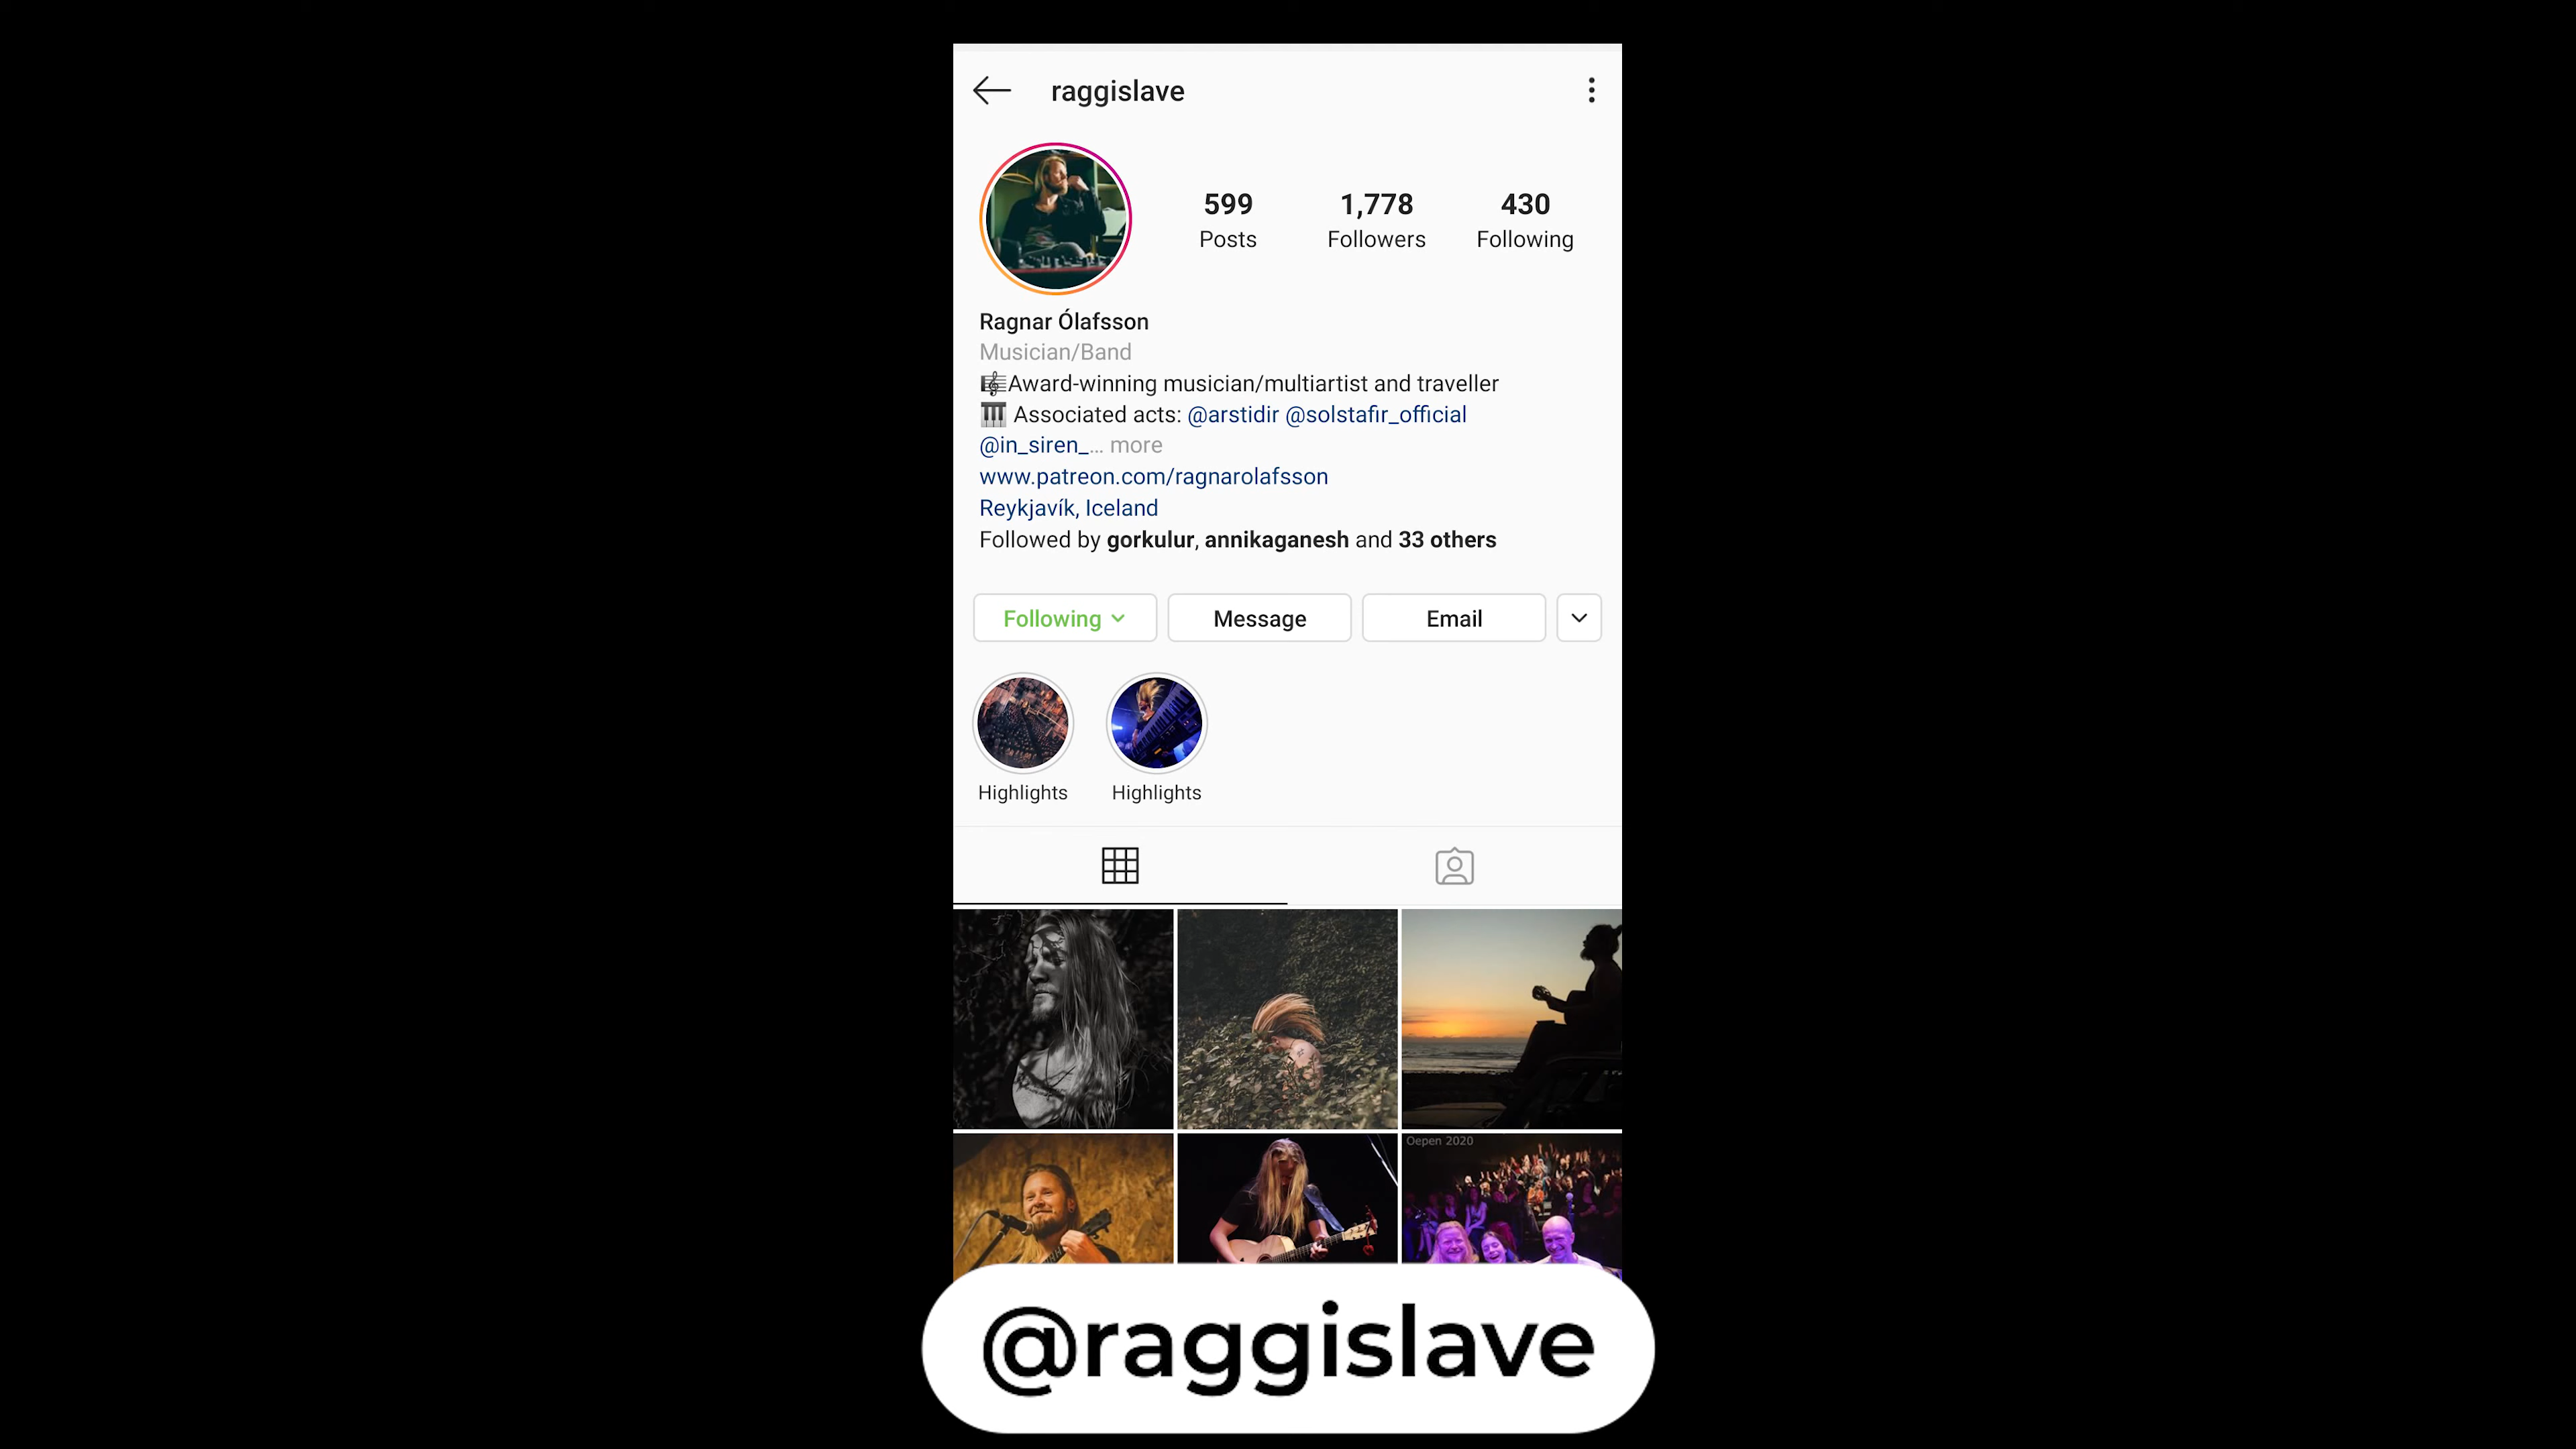 raggislave
599
Posts
1,778
Followers
430
Following
Ragnar Ólafsson
Musician/Band
🎼Award-winning musician/multiartist and traveller
🎹 Associated acts: @arstidir @solstafir_official
@in_siren_... more
www.patreon.com/ragnarolafsson
Reykjavík, Iceland
Followed by gorkulur, annikaganesh and 33 others
Following
Message
Email
Highlights
Highlights
Oepen 2020
@raggislave